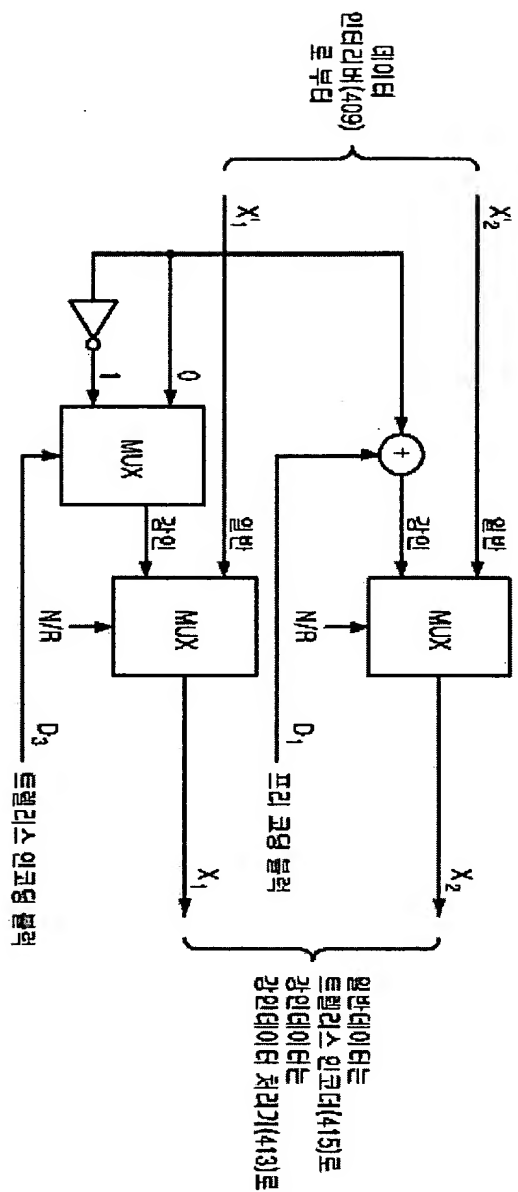 데이터
인터리버(409)
로 부터
X'₂
X'₁
일반
강인
MUX
N/R
X₂
D₁ 프리 코딩 블럭
0
1
MUX
일반
강인
MUX
N/R
X₁
D₃ 트렐리스 인코딩 블럭
일반데이터는
트렐리스 인코더(415)로
강인데이터는
강인데이터 처리기(413)로